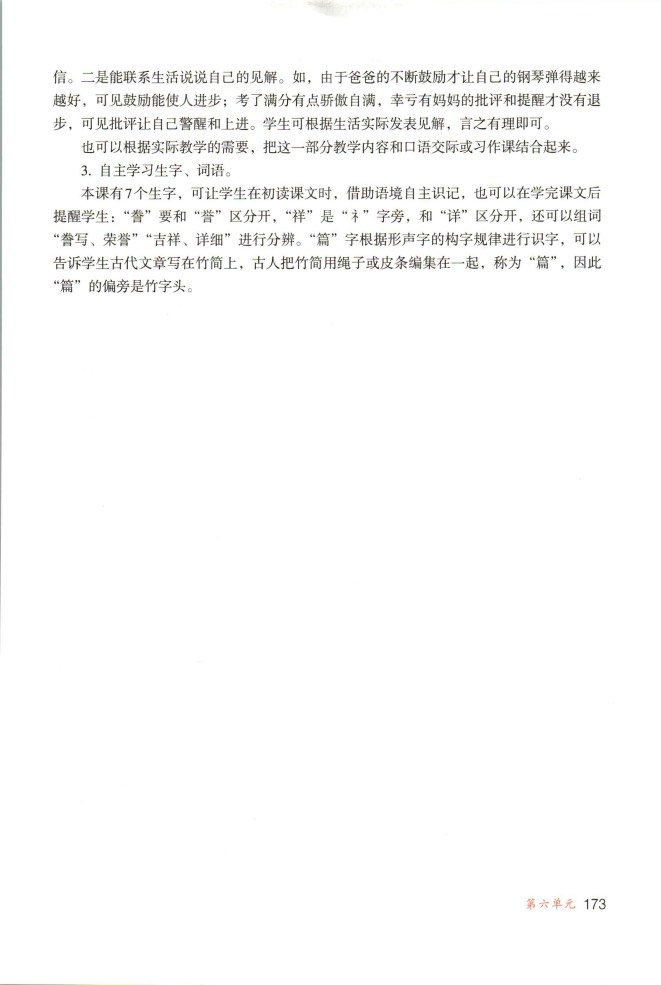 信。二是能联系生活说说自己的见解。如，由于爸爸的不断鼓励才让自己的钢琴弹得越来
越好，可见鼓励能使人进步；考了满分有点骄傲自满，幸亏有妈妈的批评和提醒才没有退
步，可见批评让自己警醒和上进。学生可根据生活实际发表见解，言之有理即可。
也可以根据实际教学的需要，把这一部分教学内容和口语交际或习作课结合起来。
3. 自主学习生字、词语。
本课有7个生字，可让学生在初读课文时，借助语境自主识记，也可以在学完课文后
提醒学生：“誊”要和“誉”区分开，“祥”是“礻”字旁，和“详”区分开，还可以组词
“誊写、荣誉”“吉祥、详细”进行分辨。“篇”字根据形声字的构字规律进行识字，可以
告诉学生古代文章写在竹简上，古人把竹简用绳子或皮条编集在一起，称为“篇”，因此
“篇”的偏旁是竹字头。
第六单元 173